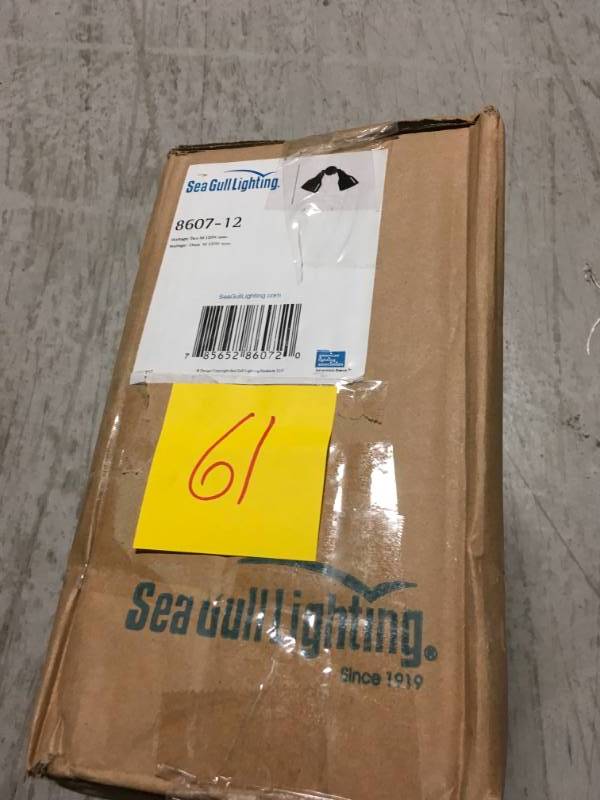 Sea Gull Lighting.
8607-12
SeaGullLighting.com
7 85652 86072 0
61
Sea Gull Lighting®
Since 1919